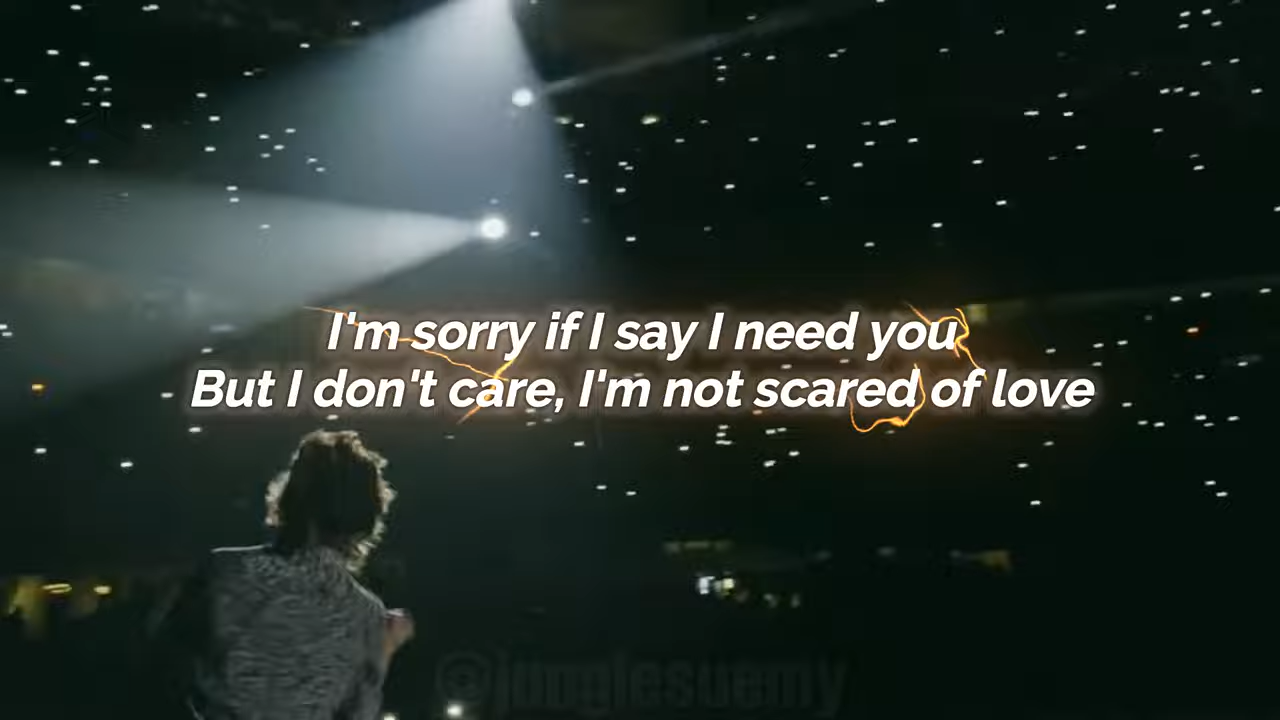 I'm sorry if I say I need you
But I don't care, I'm not scared of love
@junglesuemy